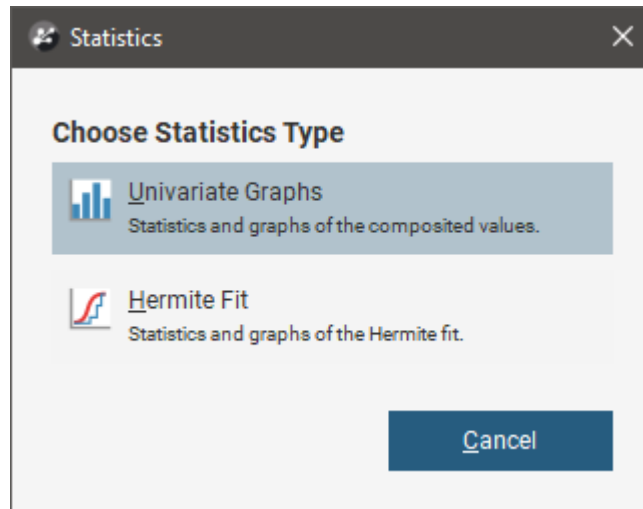 Statistics
Choose Statistics Type
Univariate Graphs
Statistics and graphs of the composited values.
Hermite Fit
Statistics and graphs of the Hermite fit.
Cancel